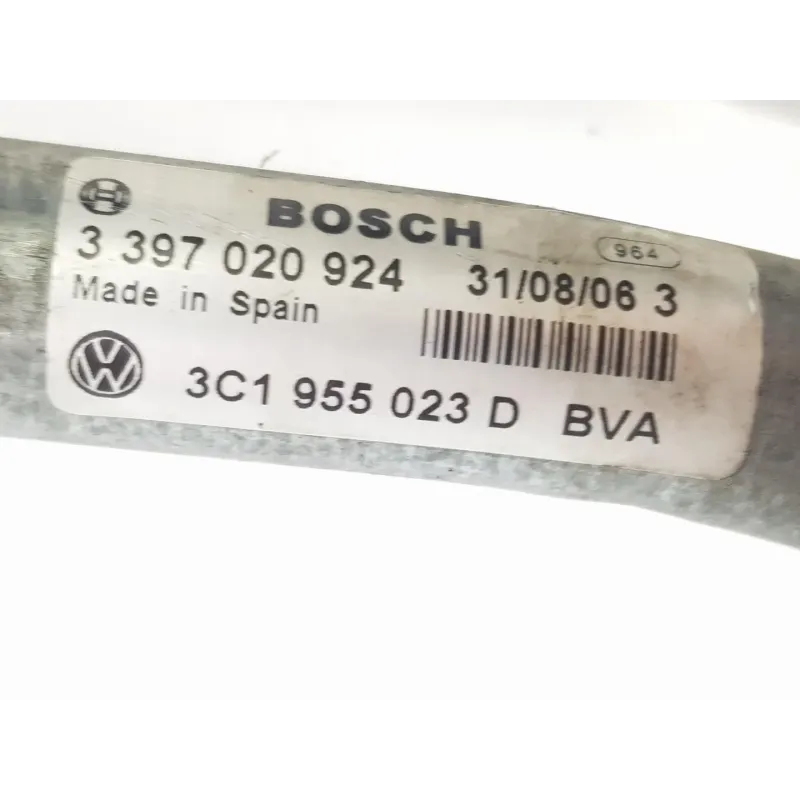 BOSCH
964
3 397 020 924 31/08/06 3
Made in Spain
3C1 955 023 D BVA